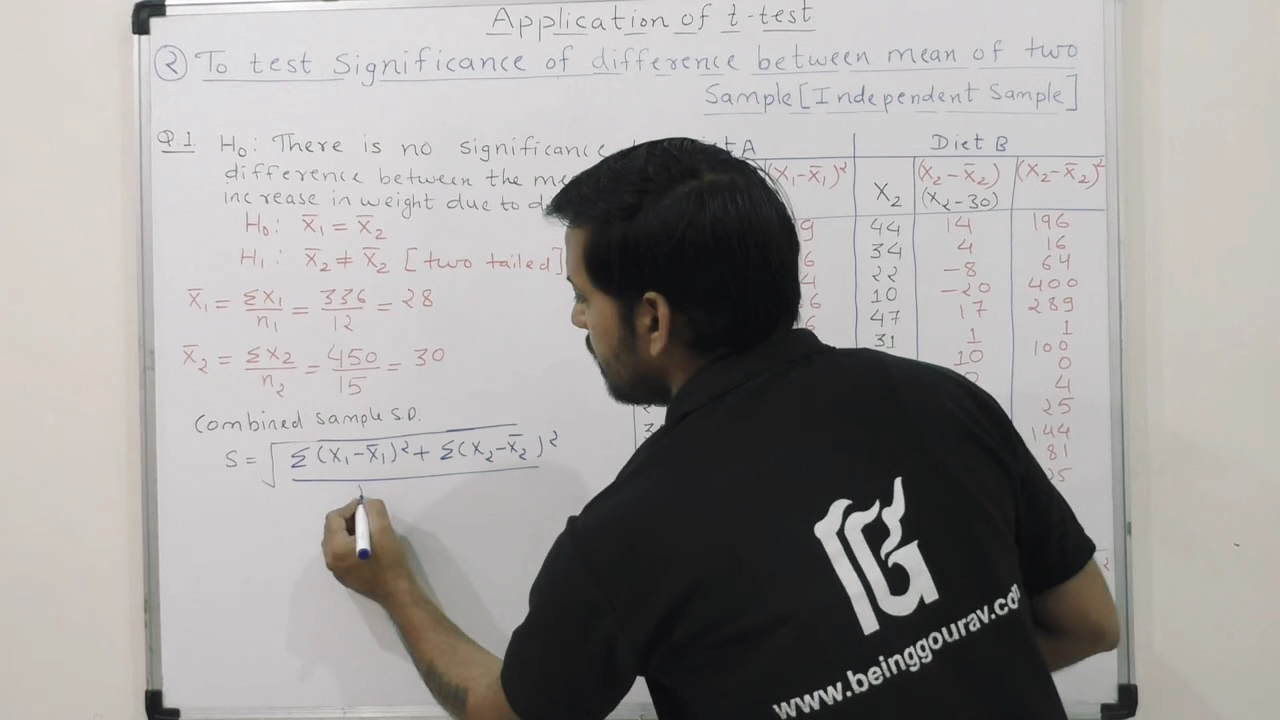 Application of t-test
② To test Significance of difference between mean of two
Sample [Independent Sample]
Q.1 H₀: There is no significance
difference between the
increase in weight due to
H₀: X̄₁ = X̄₂
H₁: X̄₂ ≠ X̄₂ [two tailed]
X̄₁ = ΣX₁/n₁ = 336/12 = 28
X̄₂ = ΣX₂/n₂ = 450/15 = 30
Combined sample S.D.
S = √ Σ(X₁-X̄₁)² + Σ(X₂-X̄₂)²
A
Diet B
(X₁-X̄₁)²
X₂
(X₂-X̄₂)
(X₂-30)
(X₂-X̄₂)²
44 14 196
34 4 16
22 -8 64
10 -20 400
47 17 289
31 1 1
10 100
0
4
25
144
81
25
www.beinggourav.com